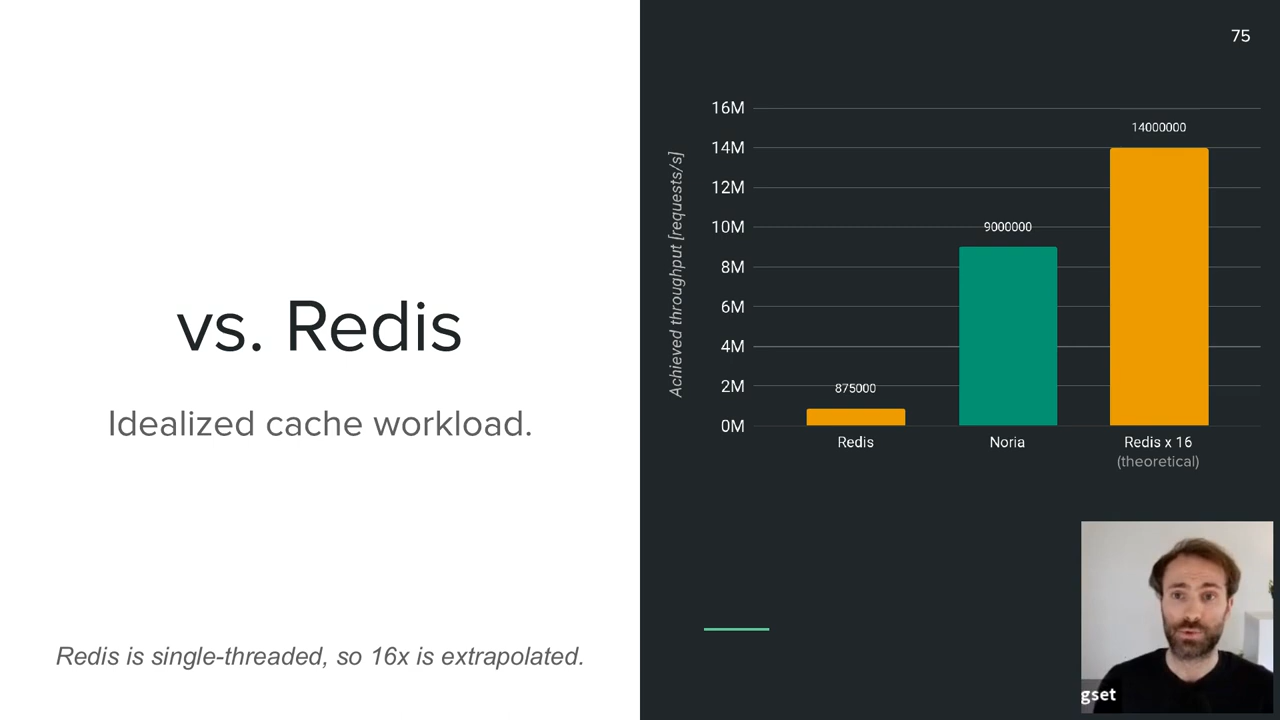 vs. Redis
Idealized cache workload.
Redis is single-threaded, so 16x is extrapolated.
75
Achieved throughput [requests/s]
16M
14M
12M
10M
8M
6M
4M
2M
0M
875000
9000000
14000000
Redis
Noria
Redis x 16
(theoretical)
gset